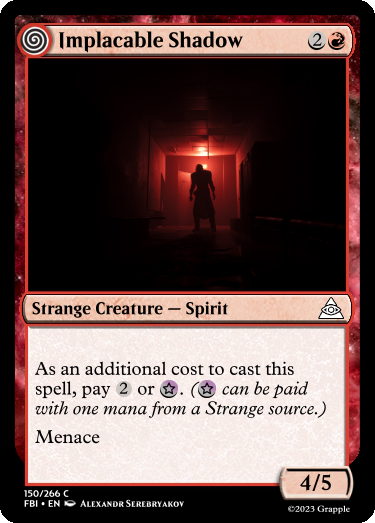 Implacable Shadow 2
Strange Creature — Spirit
As an additional cost to cast this
spell, pay 2 or ☆. (☆ can be paid
with one mana from a Strange source.)
Menace
4/5
150/266 C
FBI • EN Alexandr Serebryakov
©2023 Grapple